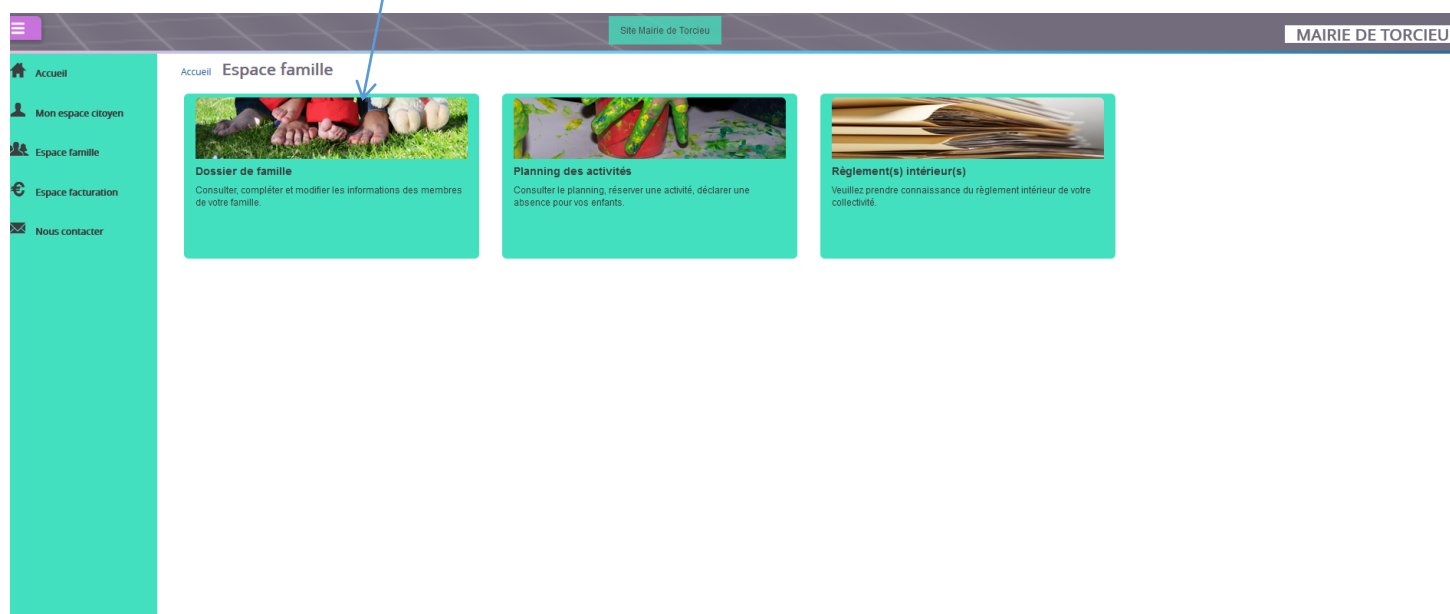 Site Mairie de Torcieu
MAIRIE DE TORCIEU
Accueil
Mon espace citoyen
Espace famille
Espace facturation
Nous contacter
Accueil Espace famille
Dossier de famille
Consulter, compléter et modifier les informations des membres
de votre famille.
Planning des activités
Consulter le planning, réserver une activité, déclarer une
absence pour vos enfants.
Règlement(s) intérieur(s)
Veuillez prendre connaissance du règlement intérieur de votre
collectivité.